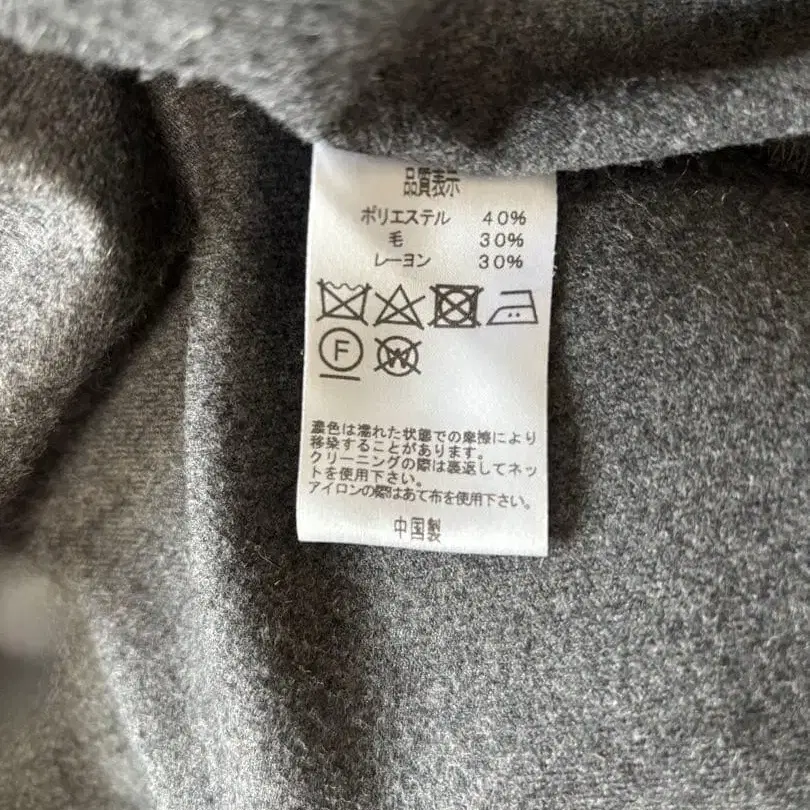 品質表示
ポリエステル 40%
毛 30%
レーヨン 30%
F W
濃色は濡れた状態での摩擦により
移染することがあります。
クリーニングの際は裏返してネッ
トを使用下さい。
アイロンの際はあて布を使用下さい。
中国製